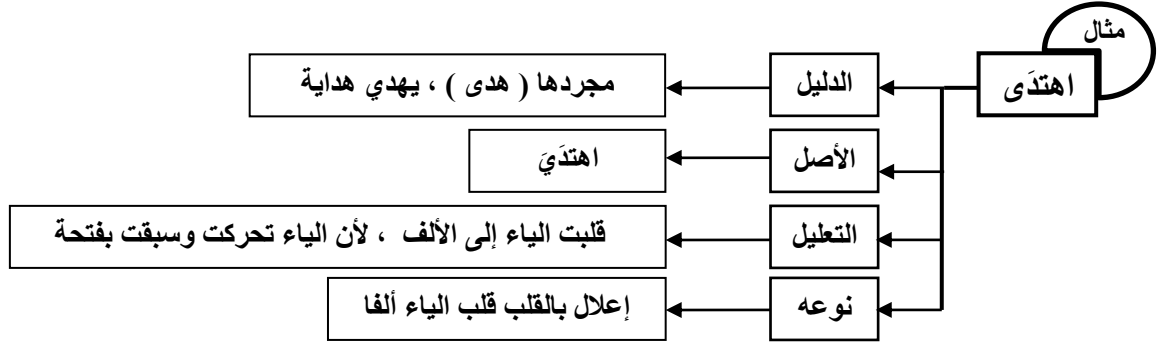 مثال
اهتدَى
الدليل
مجردها ( هدى ) ، يهدي هداية
الأصل
اهتدَيَ
التعليل
قلبت الياء إلى الألف ، لأن الياء تحركت وسبقت بفتحة
نوعه
إعلال بالقلب قلب الياء ألفا